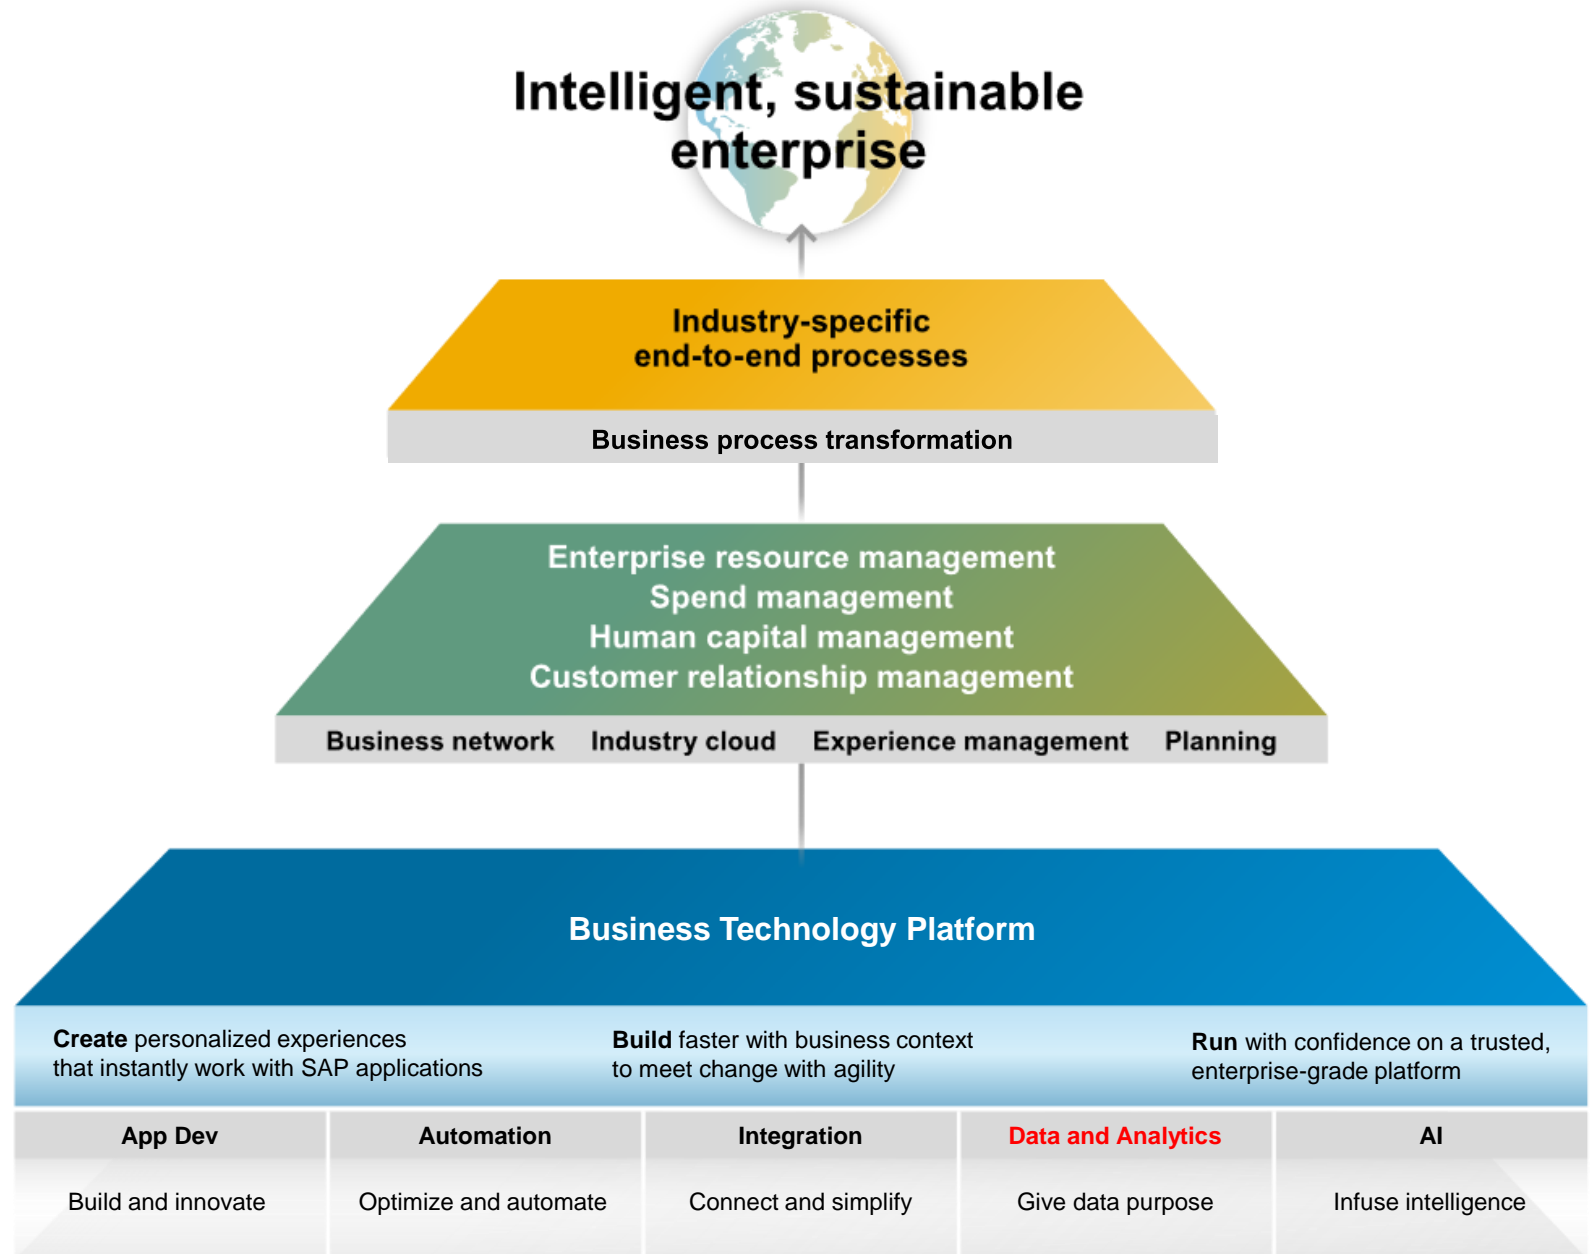 Intelligent, sustainable
enterprise
Industry-specific
end-to-end processes
Business process transformation
Enterprise resource management
Spend management
Human capital management
Customer relationship management
Business network Industry cloud Experience management Planning
Business Technology Platform
Create personalized experiences
that instantly work with SAP applications
Build faster with business context
to meet change with agility
Run with confidence on a trusted,
enterprise-grade platform
App Dev Automation Integration Data and Analytics AI
Build and innovate Optimize and automate Connect and simplify Give data purpose Infuse intelligence